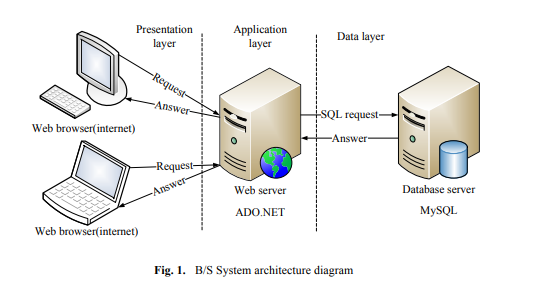 Presentation
layer
Application
layer
Data layer
Request
Answer
SQL request
Answer
Web browser(internet)
Request
Answer
Web server
ADO.NET
Database server
MySQL
Web browser(internet)
Fig. 1. B/S System architecture diagram